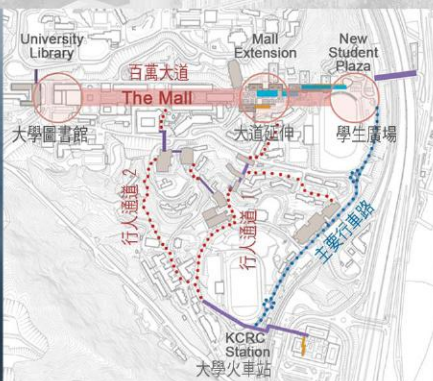 University
Library
Mall
Extension
New
Student
Plaza
百萬大道
The Mall
大學圖書館
大道延伸
學生廣場
行人通道 2
行人通道 1
主要行車路
KCRC
Station
大學火車站